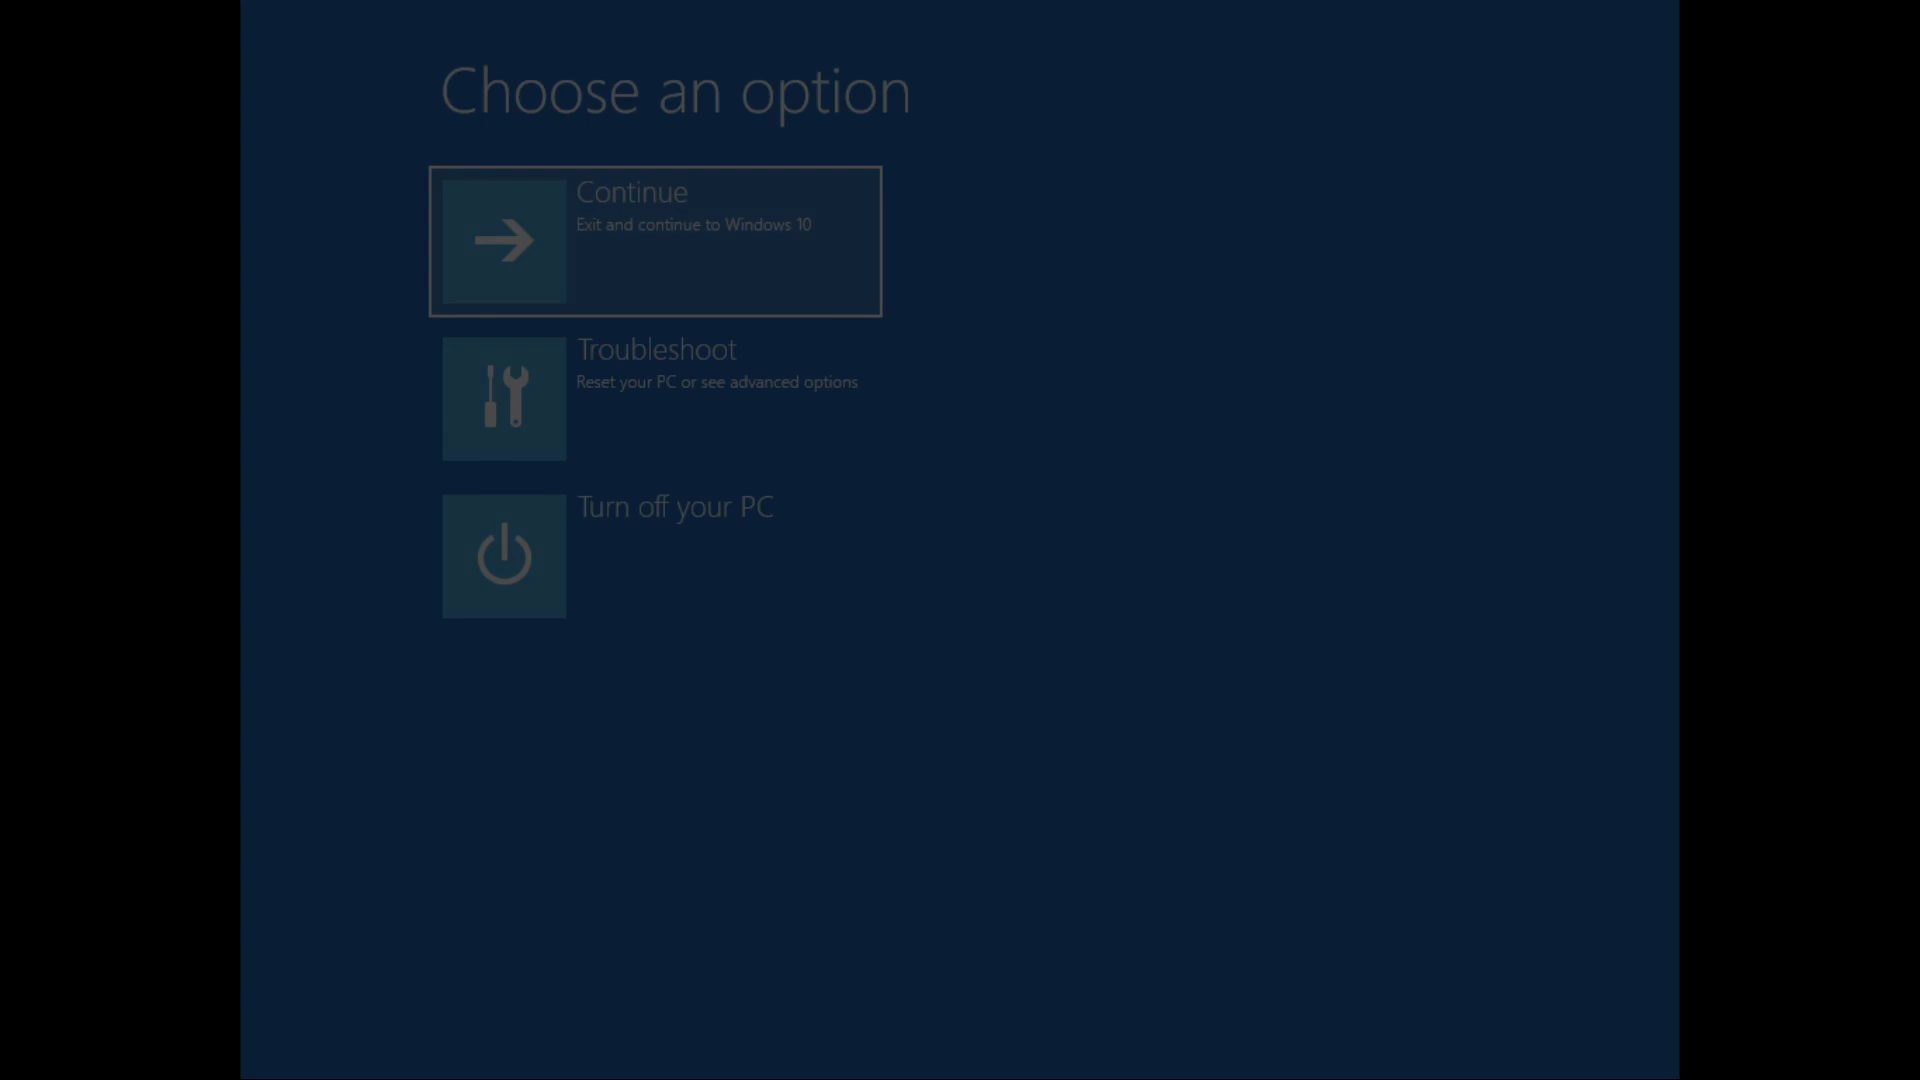 Choose an option
Continue
Exit and continue to Windows 10
Troubleshoot
Reset your PC or see advanced options
Turn off your PC